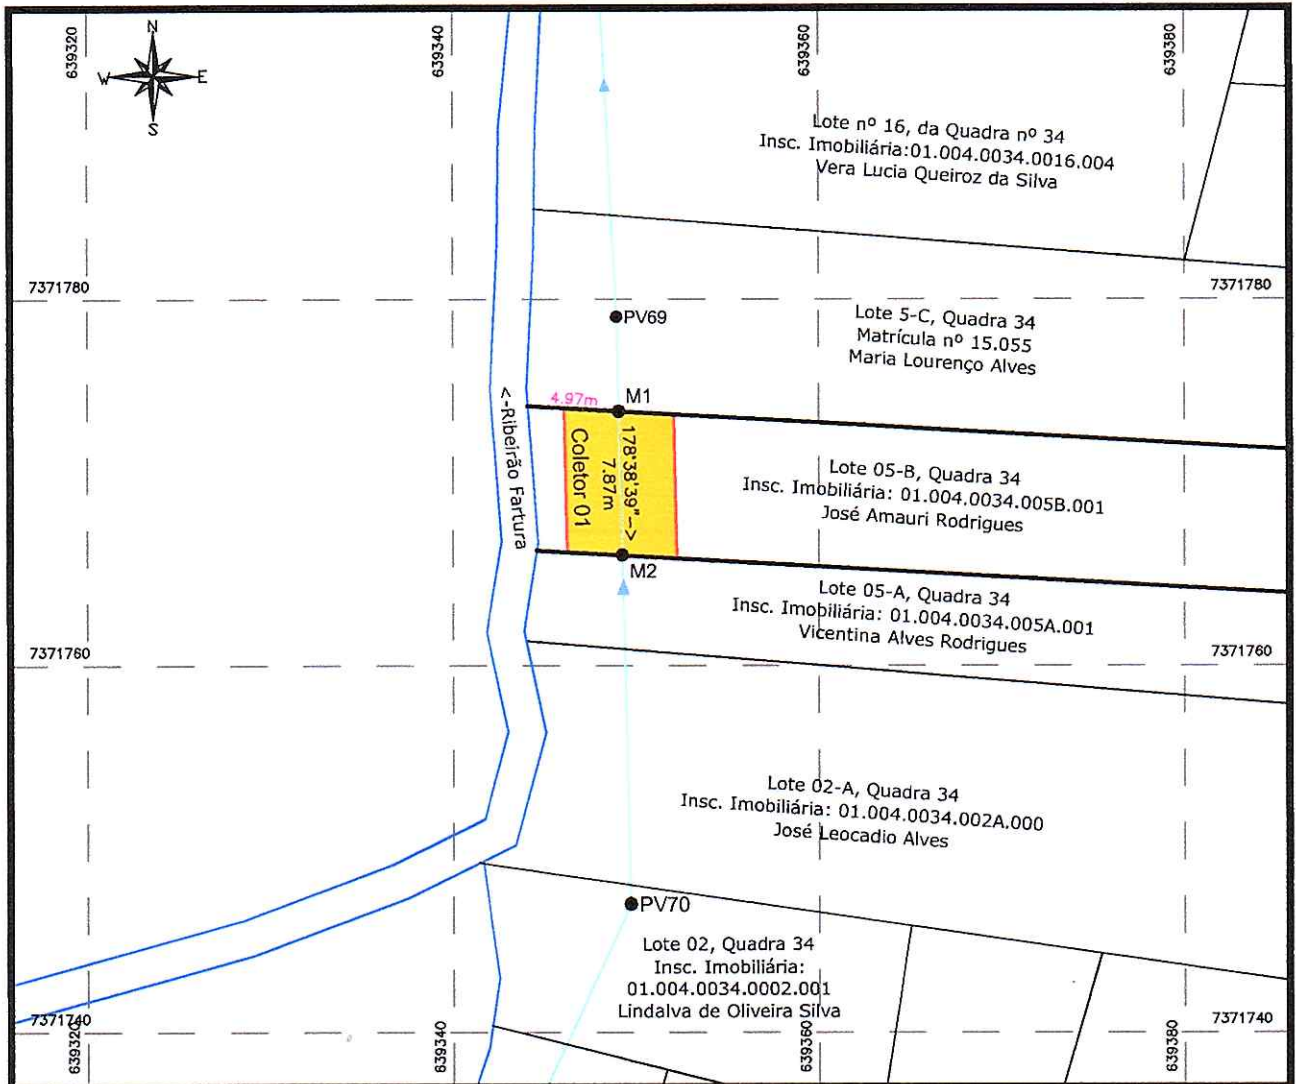 639320
639340
639360
639380
N
W
E
S
Lote nº 16, da Quadra nº 34
Insc. Imobiliária:01.004.0034.0016.004
Vera Lucia Queiroz da Silva
7371780
7371780
PV69
Lote 5-C, Quadra 34
Matrícula nº 15.055
Maria Lourenço Alves
4.97m
M1
<-Ribeirão Fartura
Coletor 01
178°38'39"-->
7.87m
Lote 05-B, Quadra 34
Insc. Imobiliária: 01.004.0034.005B.001
José Amauri Rodrigues
M2
Lote 05-A, Quadra 34
Insc. Imobiliária: 01.004.0034.005A.001
Vicentina Alves Rodrigues
7371760
Lote 02-A, Quadra 34
Insc. Imobiliária: 01.004.0034.002A.000
José Leocadio Alves
PV70
Lote 02, Quadra 34
Insc. Imobiliária:
01.004.0034.0002.001
Lindalva de Oliveira Silva
7371740
7371740
639320
639340
639360
639380
7371760